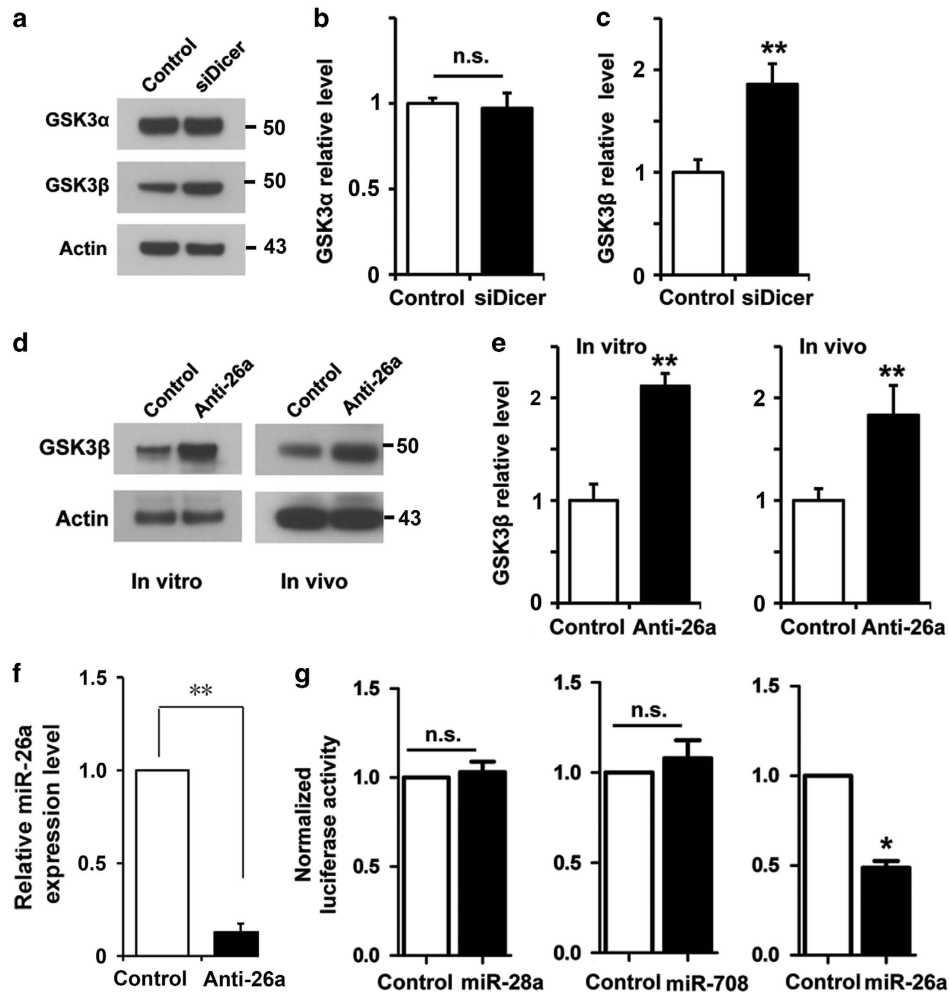 a
Control
siDicer
GSK3α
50
GSK3β
50
Actin
43
b
GSK3α relative level
n.s.
1
0.5
0
Control siDicer
c
GSK3β relative level
**
2
1
0
Control siDicer
d
Control
Anti-26a
Control
Anti-26a
GSK3β
50
Actin
43
In vitro
In vivo
e
GSK3β relative level
In vitro
**
2
1
0
Control Anti-26a
In vivo
**
2
1
0
Control Anti-26a
f
Relative miR-26a
expression level
1.5
**
1.0
0.5
0
Control Anti-26a
g
Normalized
luciferase activity
1.5
n.s.
1.0
0.5
0.0
Control miR-28a
1.5
n.s.
1.0
0.5
0.0
Control miR-708
1.5
1.0
*
0.5
0.0
Control miR-26a